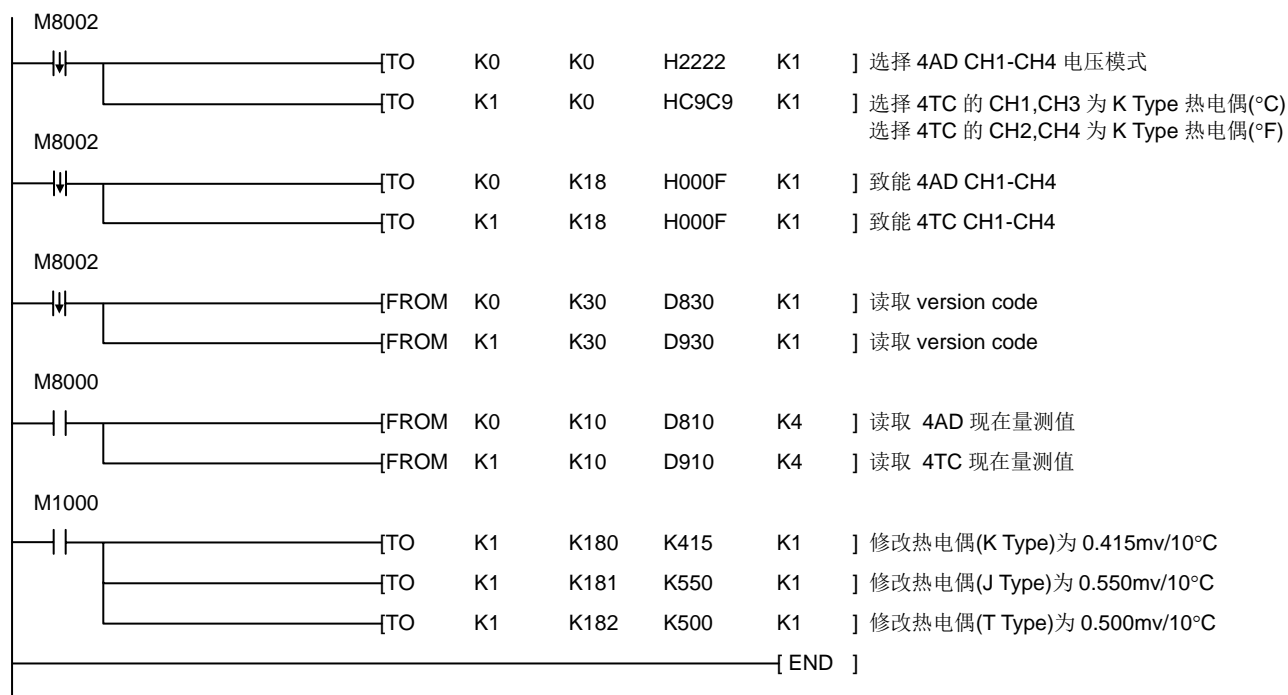 M8002
[TO K0 K0 H2222 K1 ] 选择 4AD CH1-CH4 电压模式
[TO K1 K0 HC9C9 K1 ] 选择 4TC 的 CH1,CH3 为 K Type 热电偶(°C)
选择 4TC 的 CH2,CH4 为 K Type 热电偶(°F)
M8002
[TO K0 K18 H000F K1 ] 致能 4AD CH1-CH4
[TO K1 K18 H000F K1 ] 致能 4TC CH1-CH4
M8002
[FROM K0 K30 D830 K1 ] 读取 version code
[FROM K1 K30 D930 K1 ] 读取 version code
M8000
[FROM K0 K10 D810 K4 ] 读取 4AD 现在量测值
[FROM K1 K10 D910 K4 ] 读取 4TC 现在量测值
M1000
[TO K1 K180 K415 K1 ] 修改热电偶(K Type)为 0.415mv/10°C
[TO K1 K181 K550 K1 ] 修改热电偶(J Type)为 0.550mv/10°C
[TO K1 K182 K500 K1 ] 修改热电偶(T Type)为 0.500mv/10°C
[ END ]